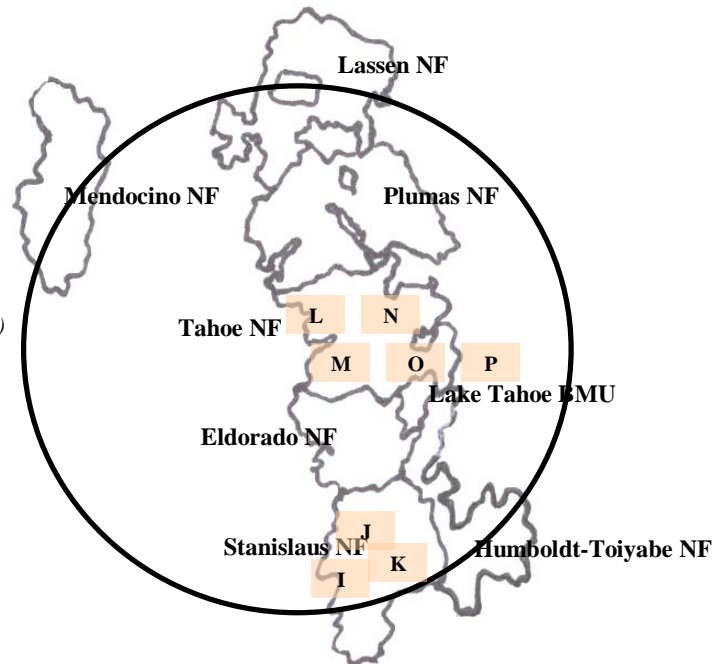 Lassen NF
Mendocino NF
Plumas NF
)
L
N
Tahoe NF
M
O
P
Lake Tahoe BMU
Eldorado NF
J
Stanislaus NF
Humboldt-Toiyabe NF
K
I